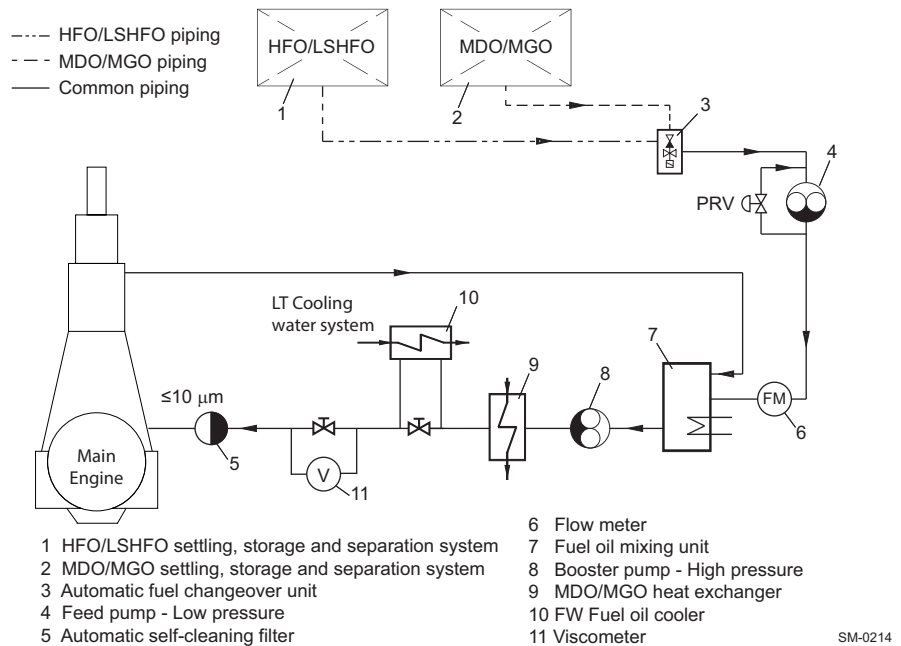 HFO/LSHFO piping
MDO/MGO piping
Common piping
HFO/LSHFO
MDO/MGO
1
2
3
4
PRV
LT Cooling
water system
10
7
9
8
FM
6
≤10 μm
5
V
11
Main
Engine
1 HFO/LSHFO settling, storage and separation system
2 MDO/MGO settling, storage and separation system
3 Automatic fuel changeover unit
4 Feed pump - Low pressure
5 Automatic self-cleaning filter
6 Flow meter
7 Fuel oil mixing unit
8 Booster pump - High pressure
9 MDO/MGO heat exchanger
10 FW Fuel oil cooler
11 Viscometer
SM-0214